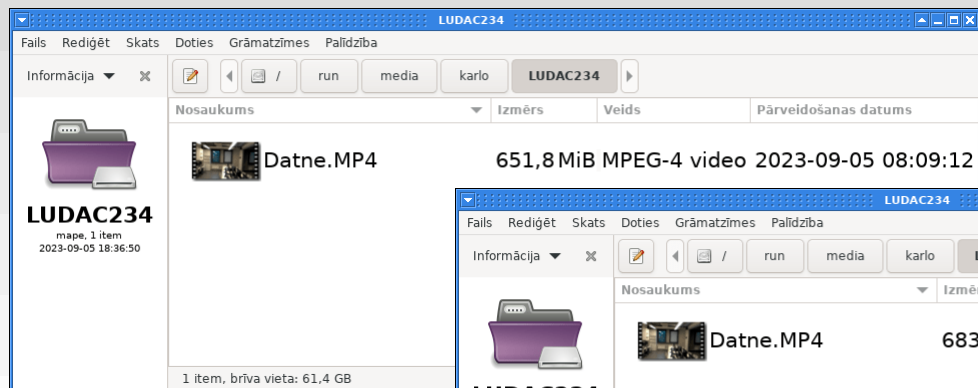 LUDAC234
Fails Rediģēt Skats Doties Grāmatzīmes Palīdzība
Informācija / run media karlo LUDAC234
Nosaukums Izmērs Veids Pārveidošanas datums
Datne.MP4 651,8 MiB MPEG-4 video 2023-09-05 08:09:12
LUDAC234
mape, 1 item
2023-09-05 18:36:50
1 item, brīva vieta: 61,4 GB
LUDAC234
Fails Rediģēt Skats Doties Grāmatzīmes Palīdzība
Informācija / run media karlo
Nosaukums
Datne.MP4 683